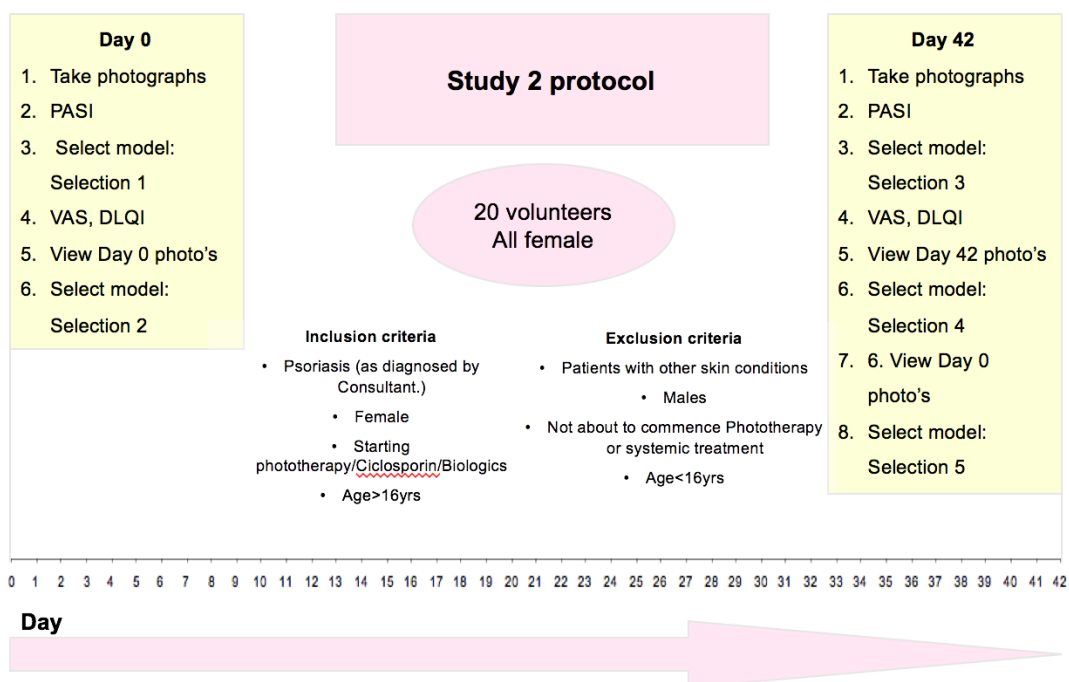 Day 0
1. Take photographs
2. PASI
3. Select model:
Selection 1
4. VAS, DLQI
5. View Day 0 photo's
6. Select model:
Selection 2
Study 2 protocol
20 volunteers
All female
Inclusion criteria
• Psoriasis (as diagnosed by
Consultant.)
• Female
• Starting
phototherapy/Ciclosporin/Biologics
• Age>16yrs
Exclusion criteria
• Patients with other skin conditions
• Males
• Not about to commence Phototherapy
or systemic treatment
• Age<16yrs
Day 42
1. Take photographs
2. PASI
3. Select model:
Selection 3
4. VAS, DLQI
5. View Day 42 photo's
6. Select model:
Selection 4
7. 6. View Day 0
photo's
8. Select model:
Selection 5
0 1 2 3 4 5 6 7 8 9 10 11 12 13 14 15 16 17 18 19 20 21 22 23 24 25 26 27 28 29 30 31 32 33 34 35 36 37 38 39 40 41 42
Day